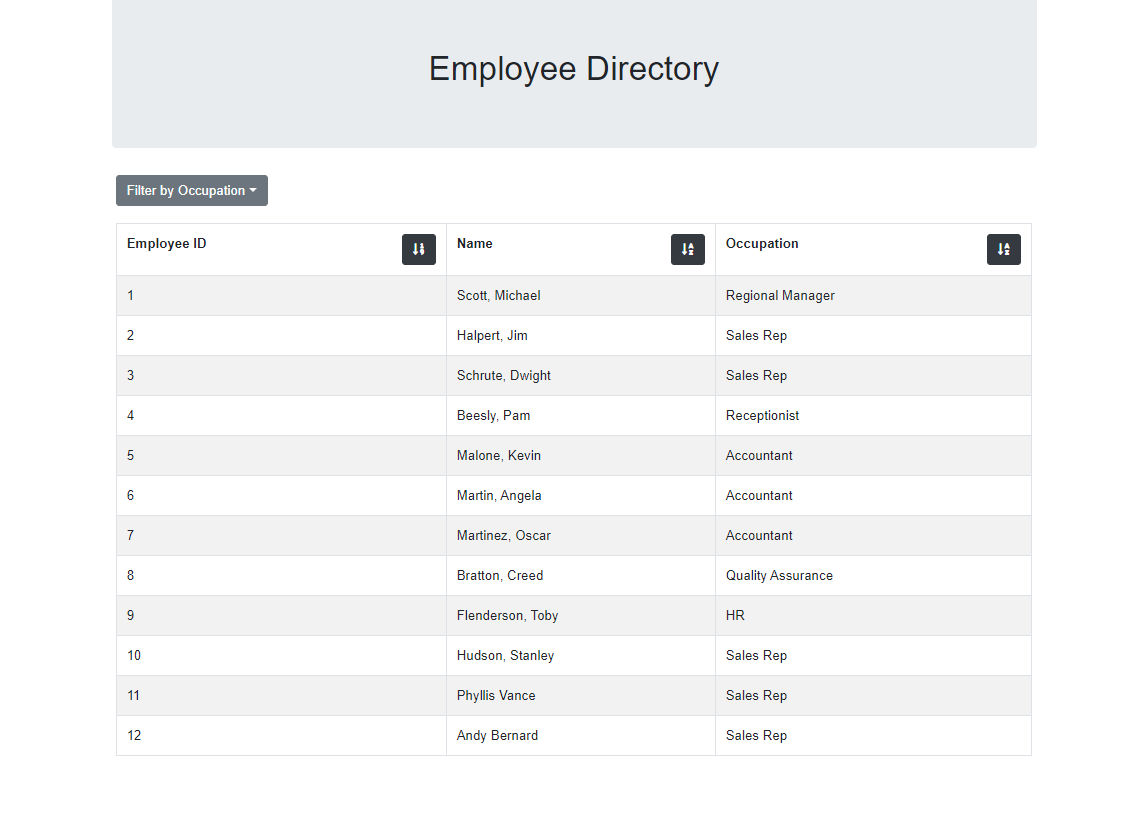 Employee Directory
Filter by Occupation
Employee ID Name Occupation
1 Scott, Michael Regional Manager
2 Halpert, Jim Sales Rep
3 Schrute, Dwight Sales Rep
4 Beesly, Pam Receptionist
5 Malone, Kevin Accountant
6 Martin, Angela Accountant
7 Martinez, Oscar Accountant
8 Bratton, Creed Quality Assurance
9 Flenderson, Toby HR
10 Hudson, Stanley Sales Rep
11 Phyllis Vance Sales Rep
12 Andy Bernard Sales Rep